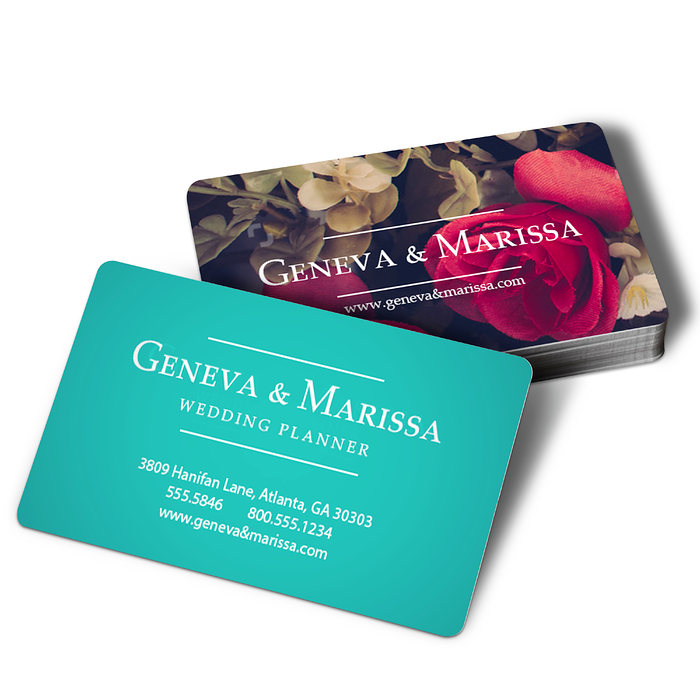 GENEVA & MARISSA
www.geneva&marissa.com
GENEVA & MARISSA
WEDDING PLANNER
3809 Hanifan Lane, Atlanta, GA 30303
555.5846 800.555.1234
www.geneva&marissa.com